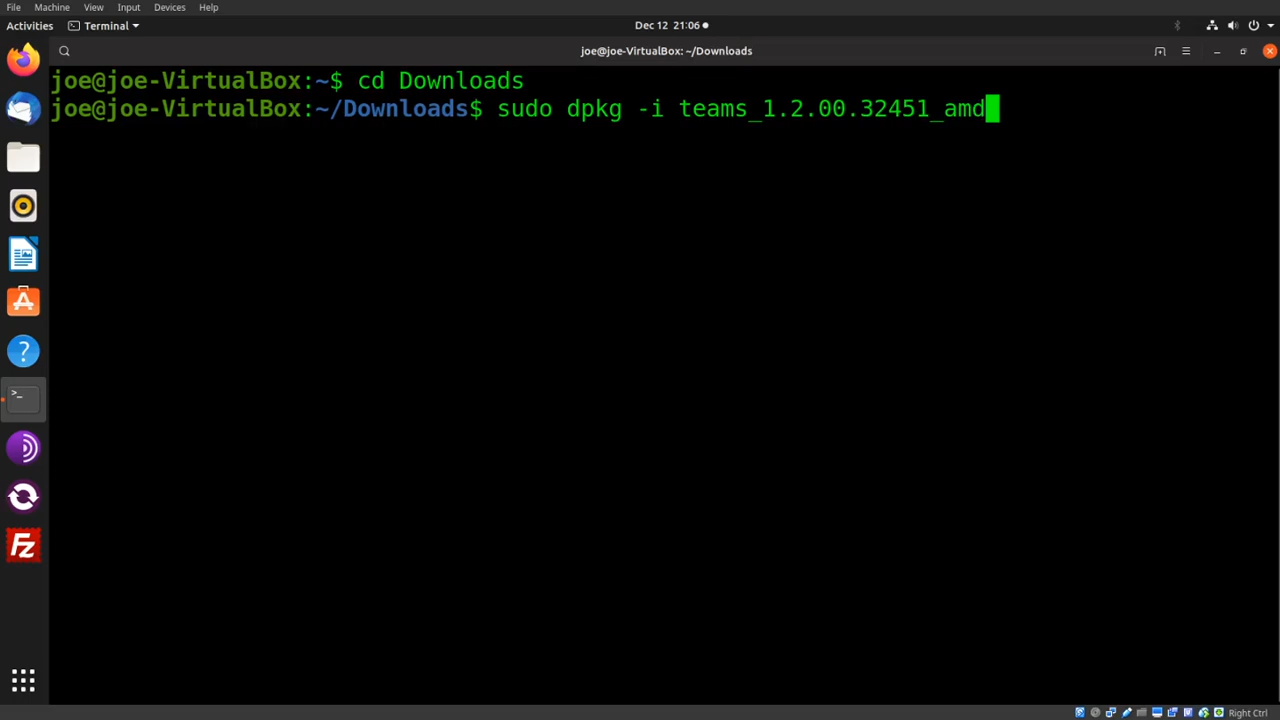 File Machine View Input Devices Help
Activities Terminal Dec 12 21:06
joe@joe-VirtualBox: ~/Downloads
joe@joe-VirtualBox:~$ cd Downloads
joe@joe-VirtualBox:~/Downloads$ sudo dpkg -i teams_1.2.00.32451_amd
Right Ctrl